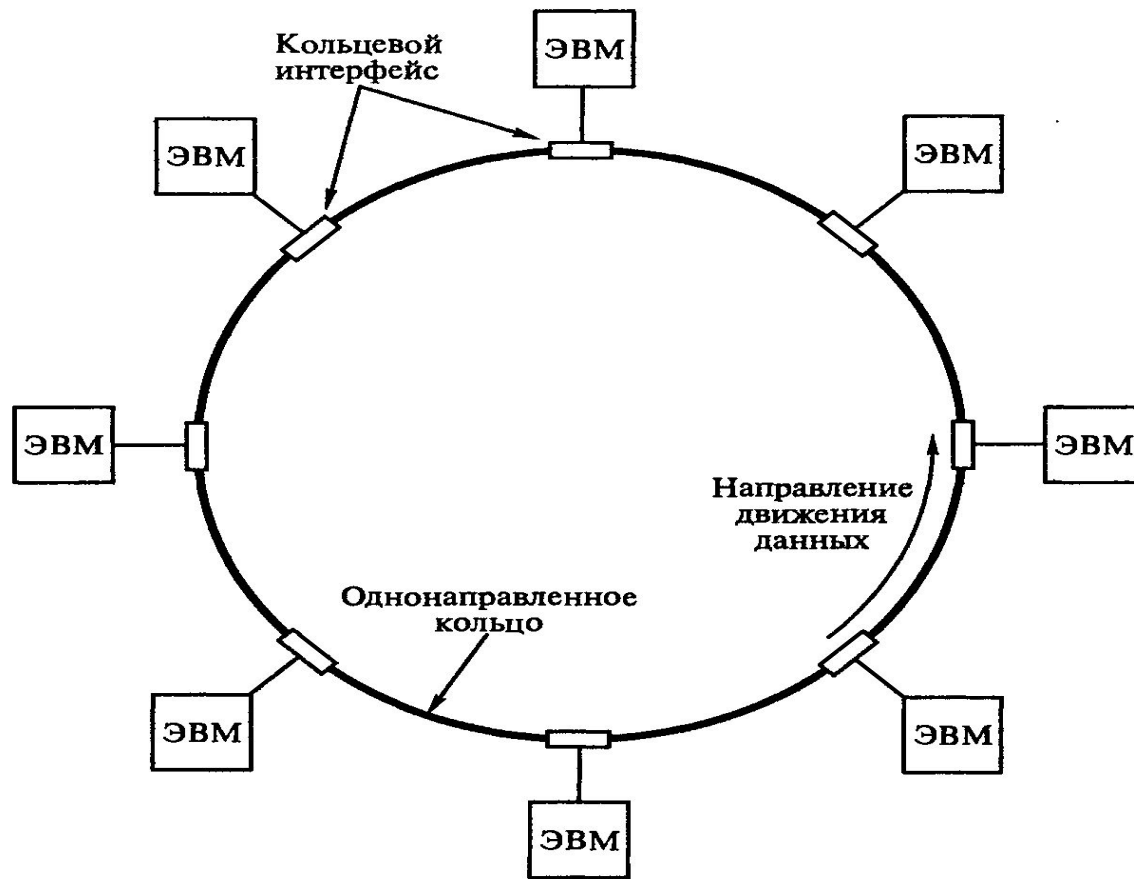 Кольцевой
интерфейс
ЭВМ
ЭВМ
ЭВМ
ЭВМ
ЭВМ
Направление
движения
данных
Однонаправленное
кольцо
ЭВМ
ЭВМ
ЭВМ